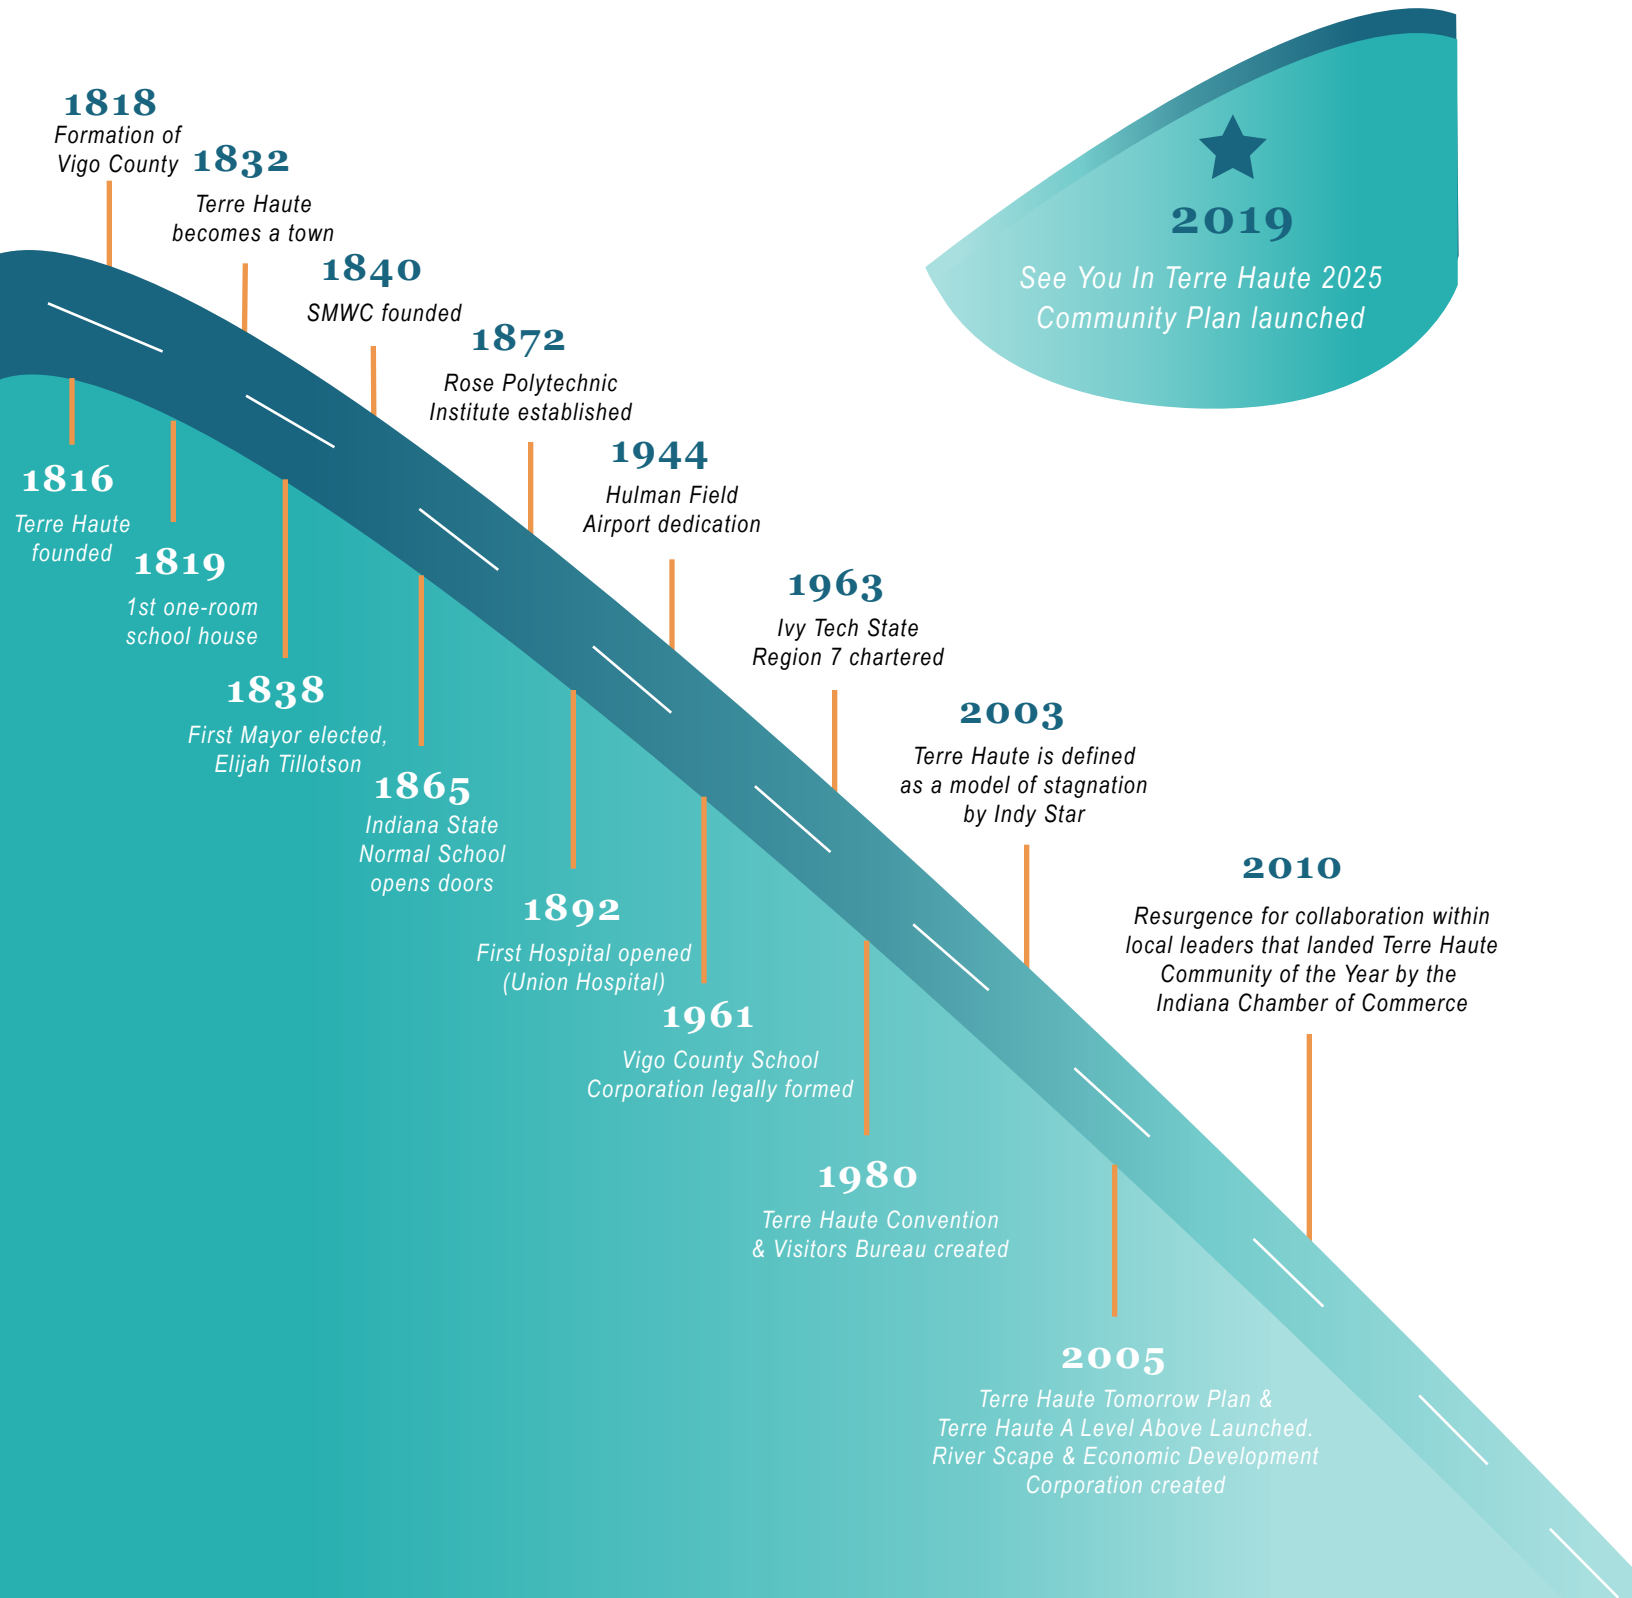 1818
Formation of
Vigo County
1832
Terre Haute
becomes a town
1840
SMWC founded
1872
Rose Polytechnic
Institute established
1944
Hulman Field
Airport dedication
1963
Ivy Tech State
Region 7 chartered
2003
Terre Haute is defined
as a model of stagnation
by Indy Star
2010
Resurgence for collaboration within
local leaders that landed Terre Haute
Community of the Year by the
Indiana Chamber of Commerce
2019
See You In Terre Haute 2025
Community Plan launched
1816
Terre Haute
founded
1819
1st one-room
school house
1838
First Mayor elected,
Elijah Tillotson
1865
Indiana State
Normal School
opens doors
1892
First Hospital opened
(Union Hospital)
1961
Vigo County School
Corporation legally formed
1980
Terre Haute Convention
& Visitors Bureau created
2005
Terre Haute Tomorrow Plan &
Terre Haute A Level Above Launched.
River Scape & Economic Development
Corporation created